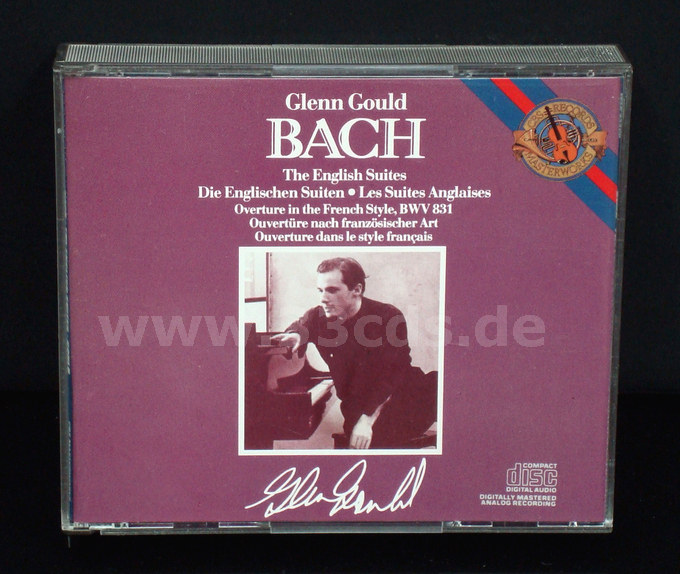 Glenn Gould
BACH
The English Suites
Die Englischen Suiten • Les Suites Anglaises
Overture in the French Style, BWV 831
Ouvertüre nach französischer Art
Ouverture dans le style français
CBS RECORDS
MASTERWORKS
www.33cds.de
Glenn Gould
COMPACT
disc
DIGITAL AUDIO
DIGITALLY MASTERED
ANALOG RECORDING